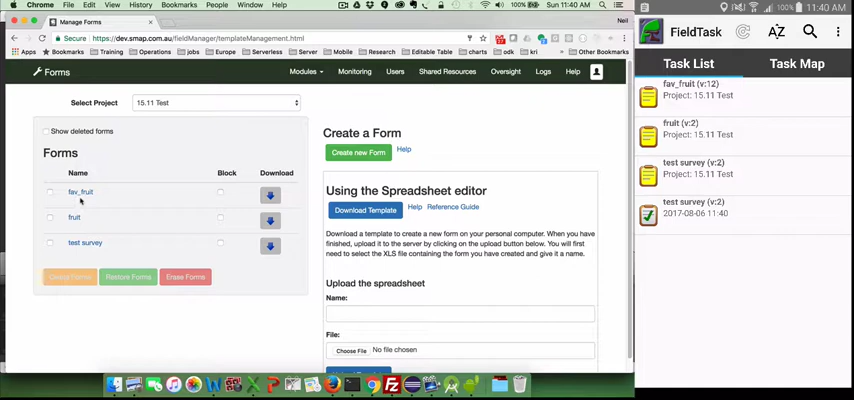 Chrome File Edit View History Bookmarks People Window Help 100% Sun 11:40 AM
Manage Forms Neil
Secure https://dev.smap.com.au/fieldManager/templateManagement.html
Apps Bookmarks Training Operations jobs Europe Servers Blog Mobile Research Editable Table charts odk kri Other Bookmarks
Forms Modules Monitoring Users Shared Resources Oversight Logs Help
Select Project 15.11 Test
Show deleted forms
Forms
Name Block Download
fav_fruit
fruit
test survey
Restore Forms Erase Forms
Create a Form
Help
Create new Form
Using the Spreadsheet editor
Download Template Help Reference Guide
Download a template to create a new form on your personal computer. When you have
finished, upload it to the server by clicking on the upload button below. You will first
need to select the XLS file containing the form you have created and give it a name.
Upload the spreadsheet
Name:
File:
Choose File No file chosen
100% 11:40 AM
FieldTask AZ
Task List Task Map
fav_fruit (v:12)
Project: 15.11 Test
fruit (v:2)
Project: 15.11 Test
test survey (v:2)
Project: 15.11 Test
test survey (v:2)
2017-08-06 11:40